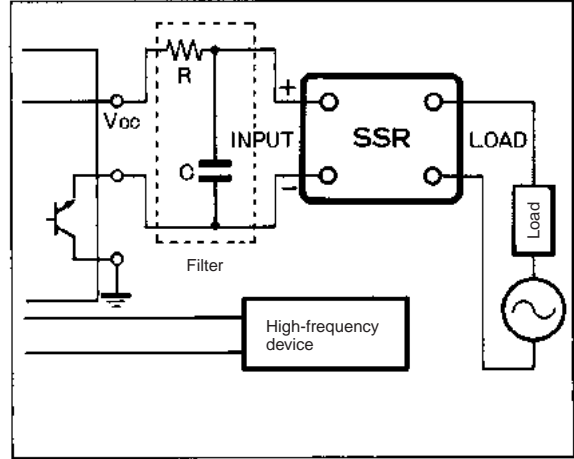 R
+
Vcc
INPUT
SSR
LOAD
C
−
Load
Filter
High-frequency
device